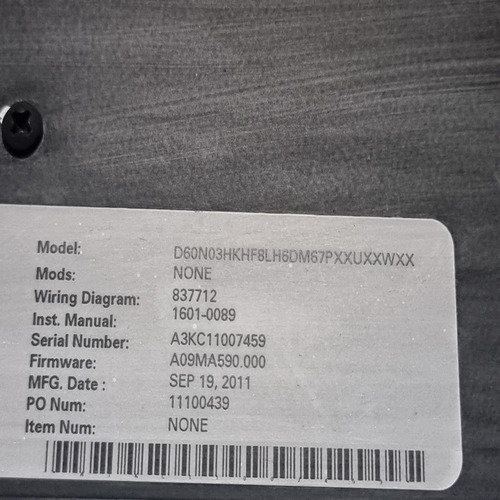 Model: D60N03HKHF8LH6DM67PXXUXXWXX
Mods: NONE
Wiring Diagram: 837712
Inst. Manual: 1601-0089
Serial Number: A3KC11007459
Firmware: A09MA590.000
MFG. Date : SEP 19, 2011
PO Num: 11100439
Item Num: NONE